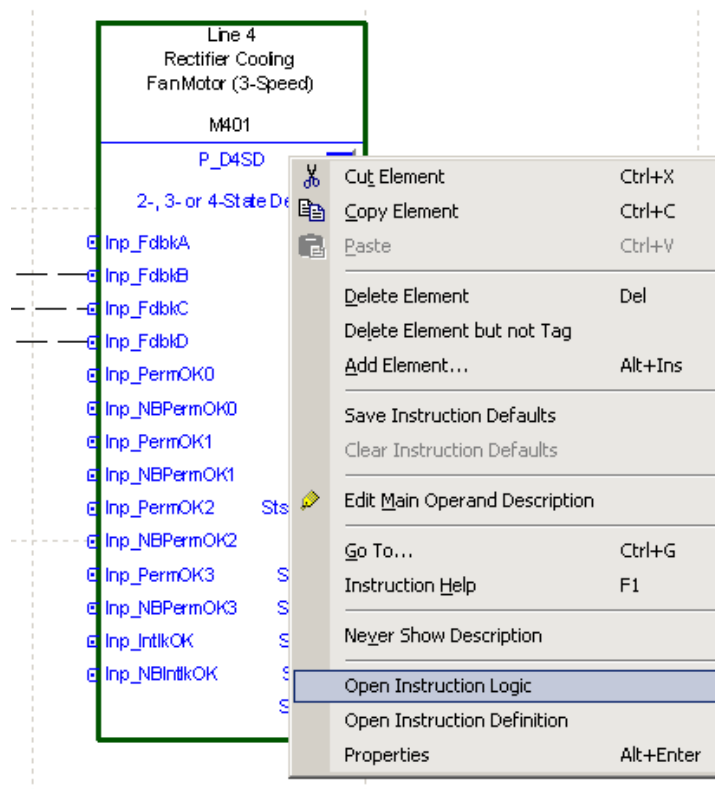 Line 4
Rectifier Cooling
FanMotor (3-Speed)
M401
P_D4SD
2-, 3- or 4-State De
Inp_FdbkA
Inp_FdbkB
Inp_FdbkC
Inp_FdbkD
Inp_PermOK0
Inp_NBPermOK0
Inp_PermOK1
Inp_NBPermOK1
Inp_PermOK2 Sts
Inp_NBPermOK2
Inp_PermOK3 S
Inp_NBPermOK3 S
Inp_IntlkOK S
Inp_NBIntlkOK S
S
Cut Element Ctrl+X
Copy Element Ctrl+C
Paste Ctrl+V
Delete Element Del
Delete Element but not Tag
Add Element... Alt+Ins
Save Instruction Defaults
Clear Instruction Defaults
Edit Main Operand Description
Go To... Ctrl+G
Instruction Help F1
Never Show Description
Open Instruction Logic
Open Instruction Definition
Properties Alt+Enter